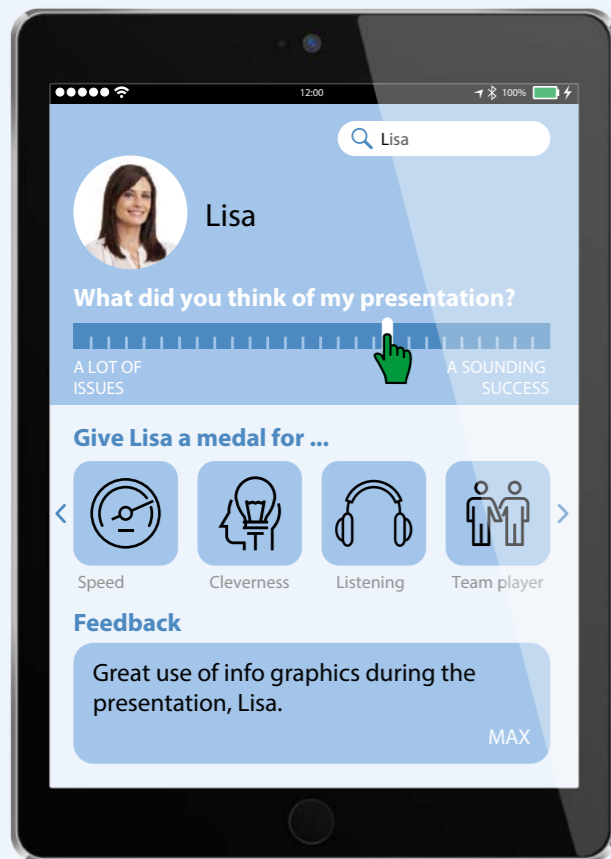 12:00
100%
Lisa
Lisa
What did you think of my presentation?
A LOT OF
ISSUES
A SOUNDING
SUCCESS
Give Lisa a medal for ...
Speed
Cleverness
Listening
Team player
Feedback
Great use of info graphics during the
presentation, Lisa.
MAX